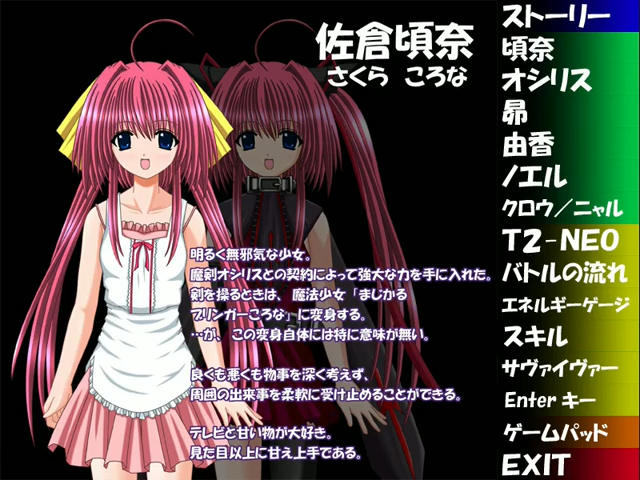 佐倉頃奈
さくら ころな
明るく無邪気な少女。
魔剣オシリスとの契約によって強大な力を手に入れた。
剣を操るときは、魔法少女「まじかる
ブリンガーころな」に変身する。
…が、この変身自体には特に意味が無い。
良くも悪くも物事を深く考えず、
周囲の出来事を柔軟に受け止めることができる。
テレビと甘い物が大好き。
見た目以上に甘え上手である。
ストーリー
頃奈
オシリス
昴
由香
ノエル
クロウ／ニャル
T2-NEO
バトルの流れ
エネルギーゲージ
スキル
サヴァイヴァー
Enter キー
ゲームパッド
EXIT